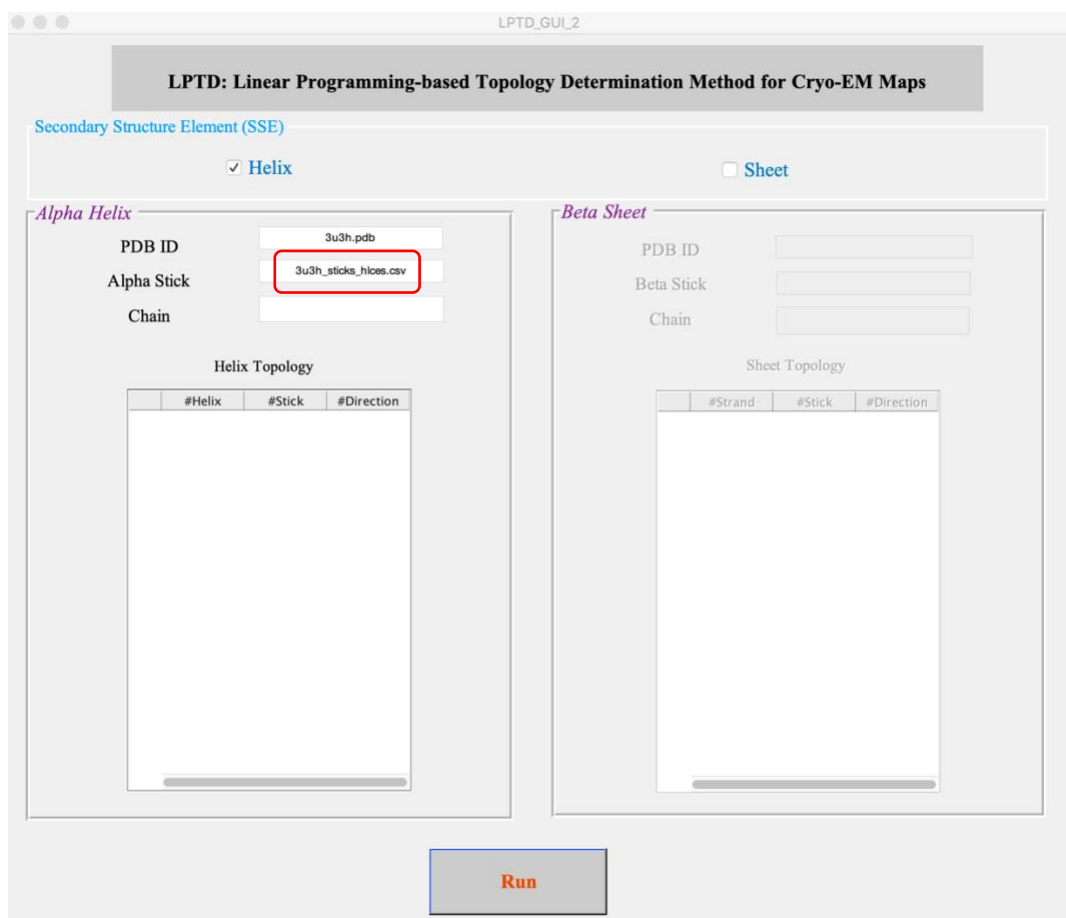 LPTD_GUI_2
LPTD: Linear Programming-based Topology Determination Method for Cryo-EM Maps
Secondary Structure Element (SSE)
Helix
Sheet
Alpha Helix
PDB ID
3u3h.pdb
Alpha Stick
3u3h_sticks_hlces.csv
Chain
Helix Topology
#Helix #Stick #Direction
Beta Sheet
PDB ID
Beta Stick
Chain
Sheet Topology
#Strand #Stick #Direction
Run